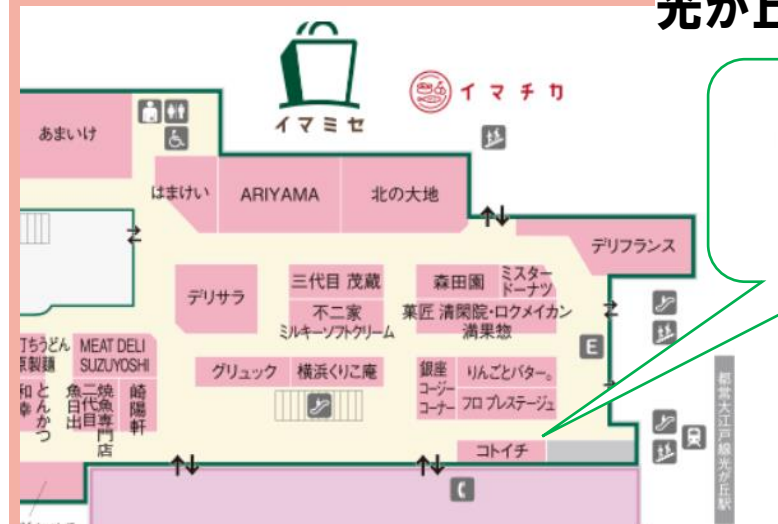 光が丘
イマミセ
イマチカ
あまいけ
はまけい
ARIYAMA
北の大地
デリフランス
デリサラ
三代目 茂蔵
不二家
ミルキーソフトクリーム
森田園
ミスター
ドーナツ
菓匠 清閑院・ロクメイカン
満果惣
打ちうどん
製麺
MEAT DELI
SUZUYOSHI
グリュック
横浜くりこ庵
銀座
コージー
コーナー
りんごとバター。
フロ プレステージュ
E
とんかつ
和幸
焼魚専門店
二代目
魚日出
崎陽軒
コトイチ
都営大江戸線光が丘駅